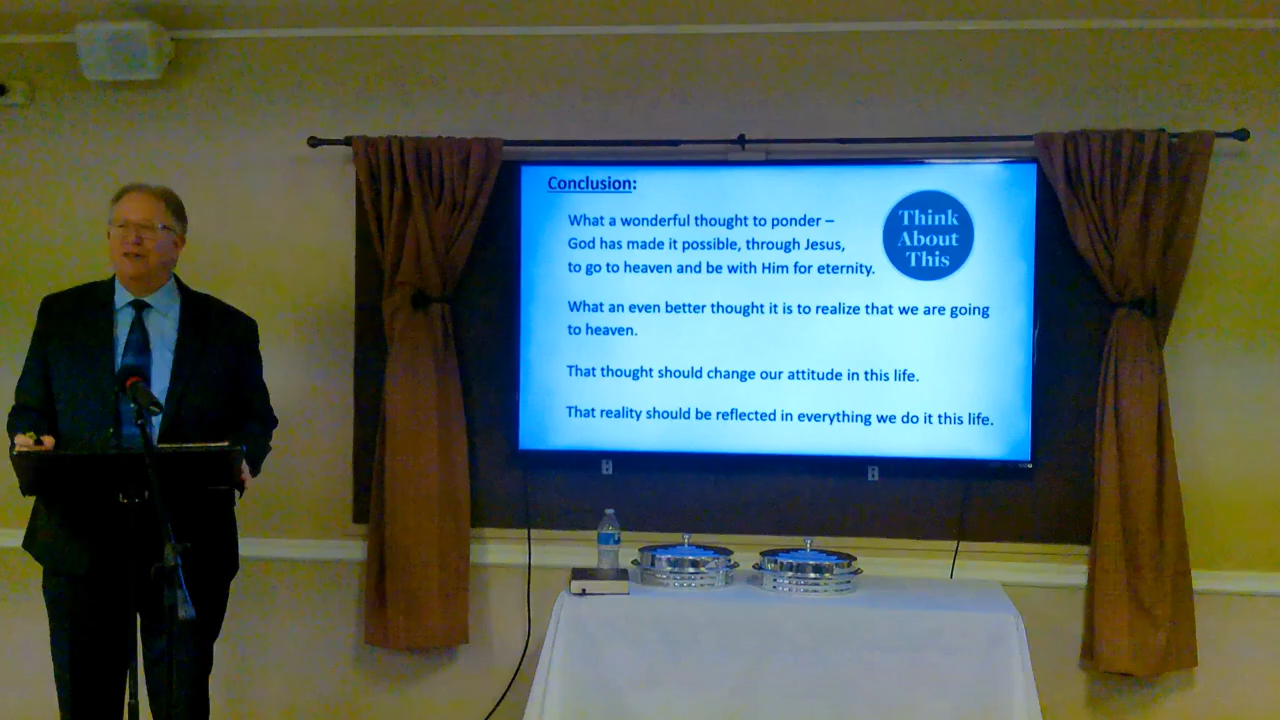 Conclusion:
What a wonderful thought to ponder –
God has made it possible, through Jesus,
to go to heaven and be with Him for eternity.
Think
About
This
What an even better thought it is to realize that we are going
to heaven.
That thought should change our attitude in this life.
That reality should be reflected in everything we do it this life.